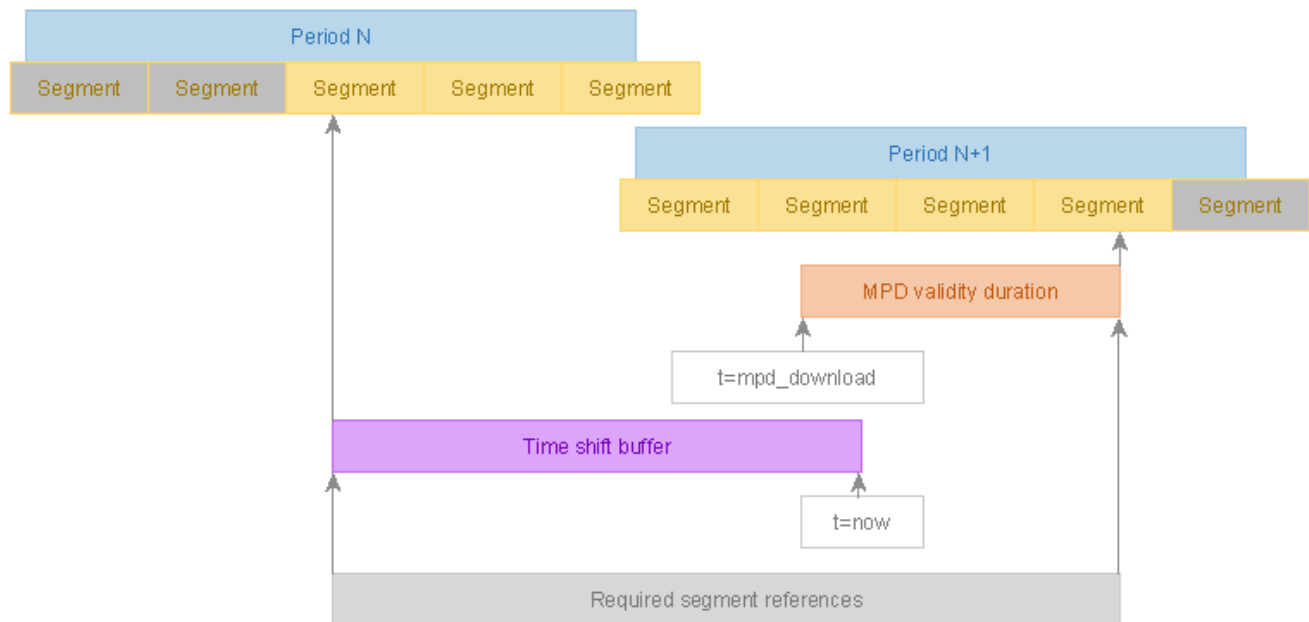 Period N
Segment Segment Segment Segment Segment
Period N+1
Segment Segment Segment Segment Segment
MPD validity duration
t=mpd_download
Time shift buffer
t=now
Required segment references